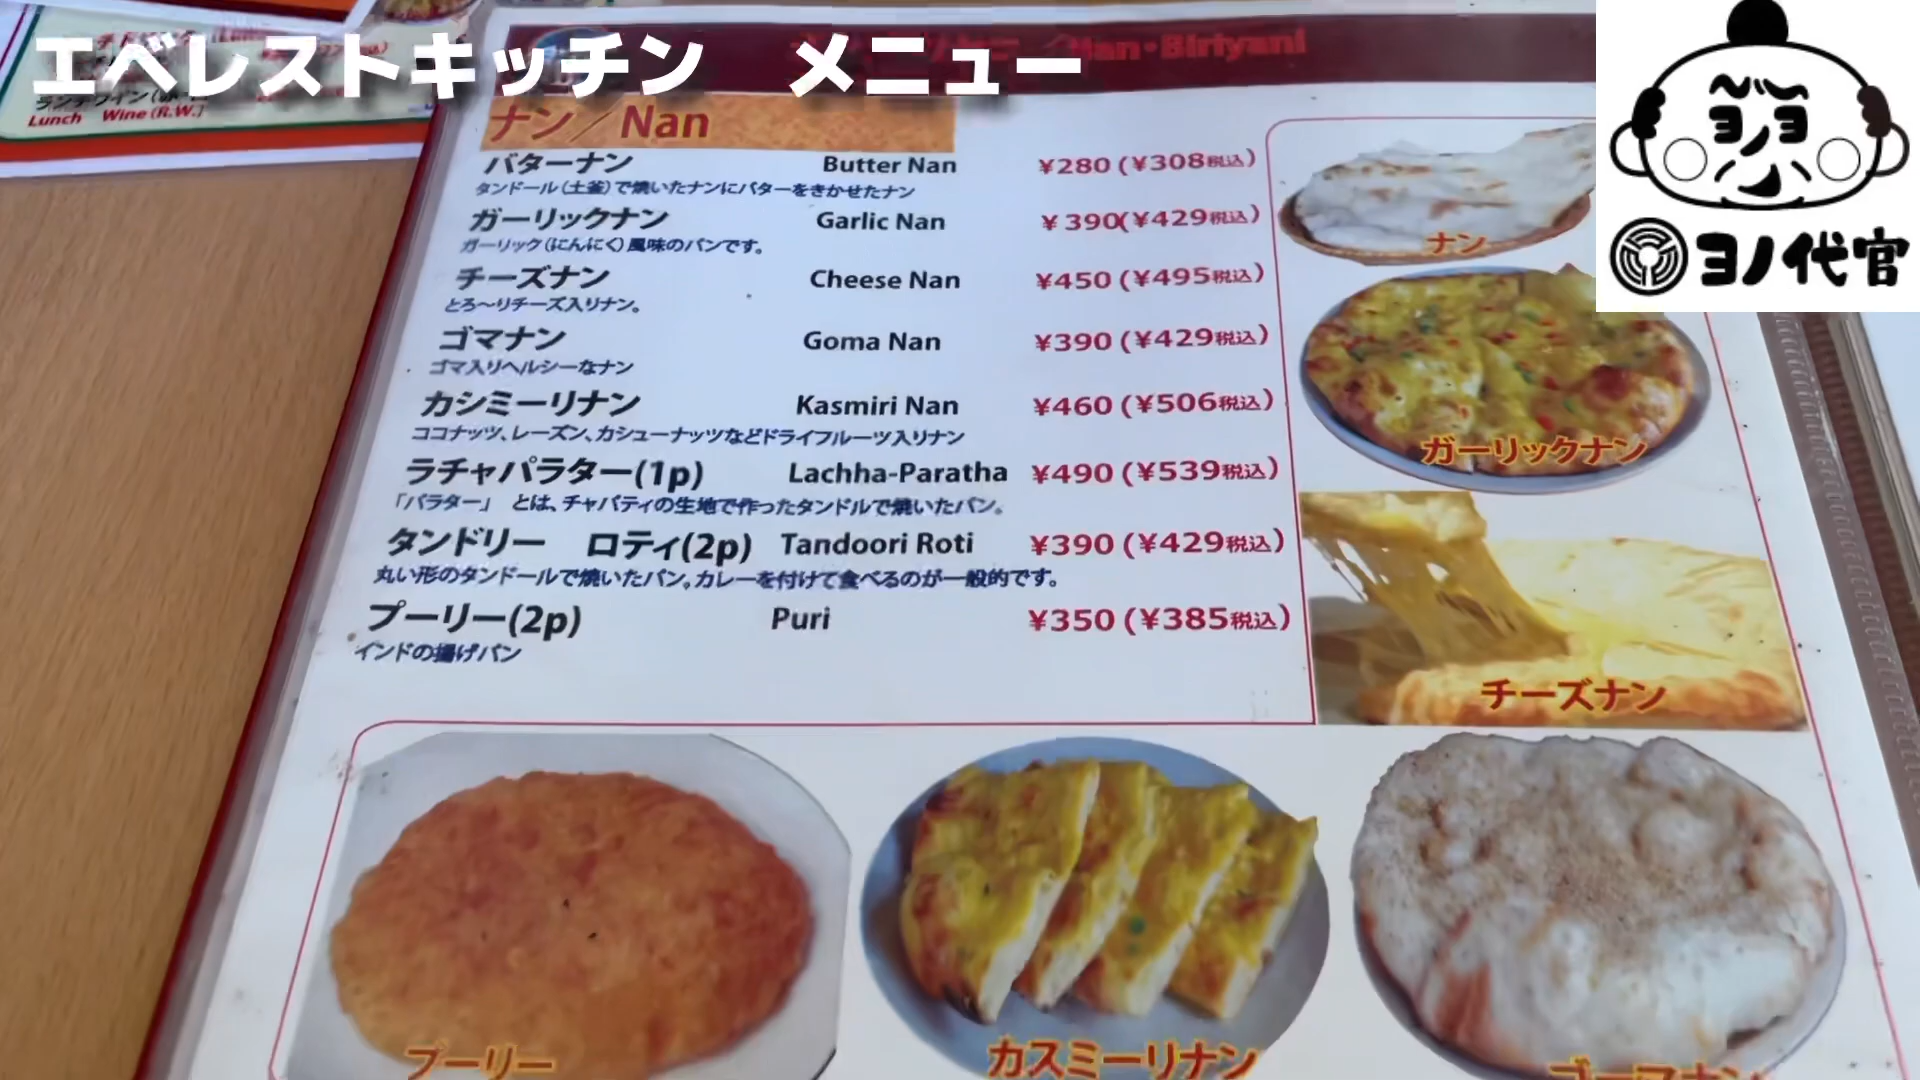 エベレストキッチン　メニュー
Lunch Wine (R.W.)
Nan・Biriyani
ナン／Nan
バターナン Butter Nan ¥280 (¥308税込)
タンドール(土釜)で焼いたナンにバターをきかせたナン
ガーリックナン Garlic Nan ¥390(¥429税込)
ガーリック(にんにく)風味のパンです。
チーズナン Cheese Nan ¥450 (¥495税込)
とろ〜りチーズ入りナン。
ゴマナン Goma Nan ¥390 (¥429税込)
ゴマ入りヘルシーなナン
カシミーリナン Kasmiri Nan ¥460 (¥506税込)
ココナッツ、レーズン、カシューナッツなどドライフルーツ入りナン
ラチャパラター(1p) Lachha-Paratha ¥490 (¥539税込)
「パラター」 とは、チャパティの生地で作ったタンドルで焼いたパン。
タンドリー ロティ(2p) Tandoori Roti ¥390 (¥429税込)
丸い形のタンドールで焼いたパン。カレーを付けて食べるのが一般的です。
プーリー(2p) Puri ¥350 (¥385税込)
インドの揚げパン
ナン
ガーリックナン
チーズナン
プーリー
カスミーリナン
ゴーマナン
ヨノ代官